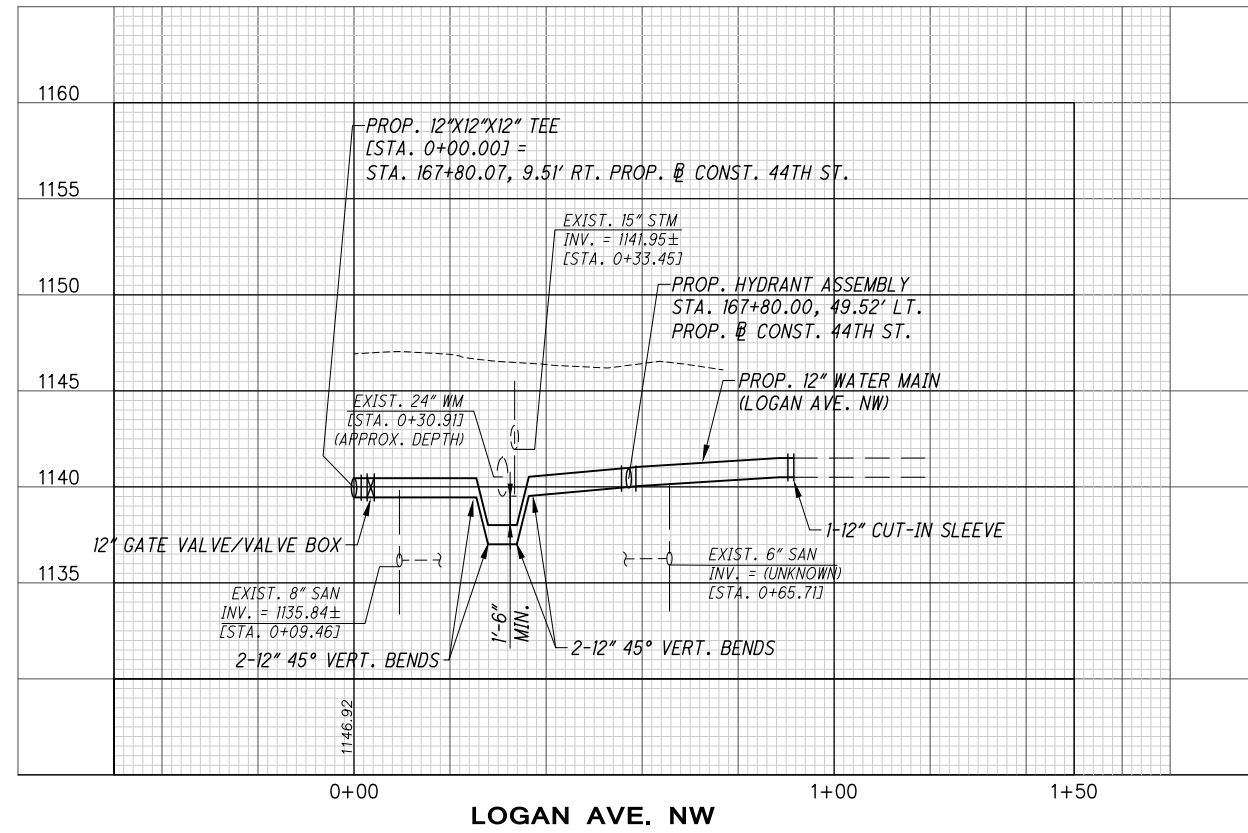 1160
PROP. 12"X12"X12" TEE
[STA. 0+00.00] =
STA. 167+80.07, 9.51' RT. PROP. ⅊ CONST. 44TH ST.
1155
EXIST. 15" STM
INV. = 1141.95±
[STA. 0+33.45]
1150
PROP. HYDRANT ASSEMBLY
STA. 167+80.00, 49.52' LT.
PROP. ⅊ CONST. 44TH ST.
1145
PROP. 12" WATER MAIN
(LOGAN AVE. NW)
EXIST. 24" WM
[STA. 0+30.91]
(APPROX. DEPTH)
1140
12" GATE VALVE/VALVE BOX
1-12" CUT-IN SLEEVE
1135
EXIST. 6" SAN
INV. = (UNKNOWN)
[STA. 0+65.71]
EXIST. 8" SAN
INV. = 1135.84±
[STA. 0+09.46]
1'-6"
MIN.
2-12" 45° VERT. BENDS
2-12" 45° VERT. BENDS
1146.92
0+00
1+00
1+50
LOGAN AVE. NW